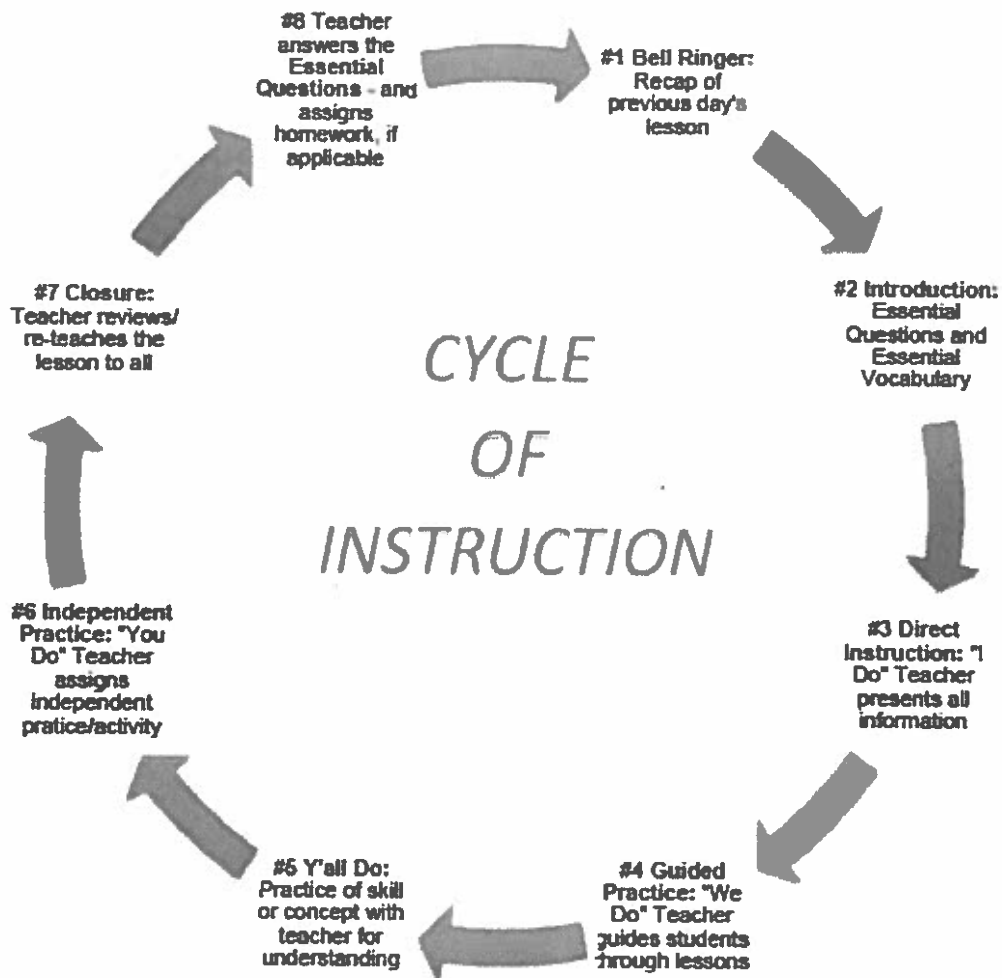 #8 Teacher
answers the
Essential
Questions - and
assigns
homework, if
applicable
#1 Bell Ringer:
Recap of
previous day's
lesson
#2 Introduction:
Essential
Questions and
Essential
Vocabulary
#3 Direct
Instruction: "I
Do" Teacher
presents all
information
#4 Guided
Practice: "We
Do" Teacher
guides students
through lessons
#5 Y'all Do:
Practice of skill
or concept with
teacher for
understanding
#6 Independent
Practice: "You
Do" Teacher
assigns
independent
pratice/activity
#7 Closure:
Teacher reviews/
re-teaches the
lesson to all
CYCLE
OF
INSTRUCTION